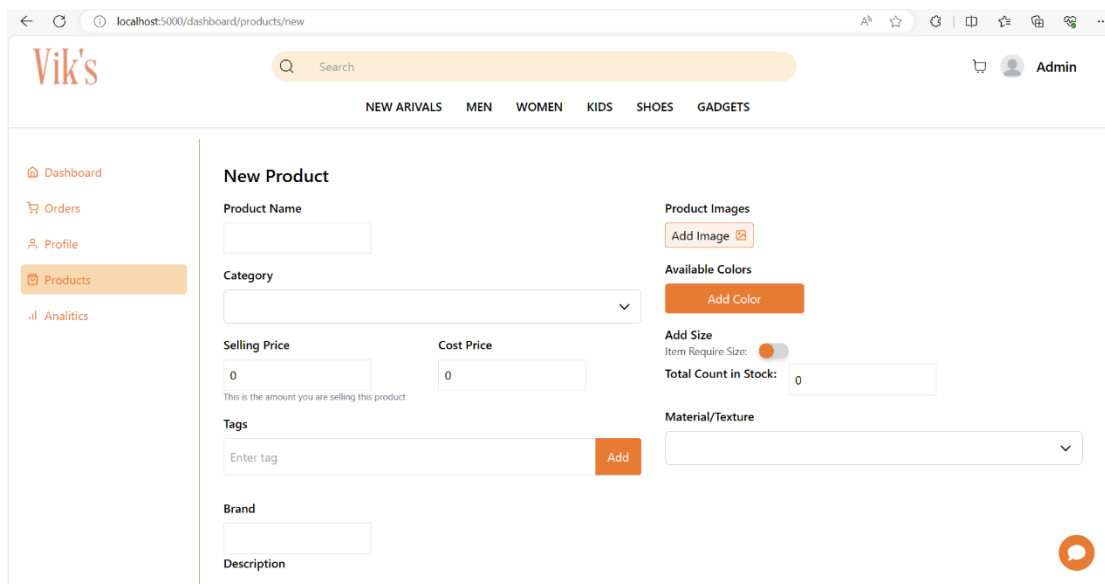 localhost:5000/dashboard/products/new
Vik's
Search
Admin
NEW ARIVALS MEN WOMEN KIDS SHOES GADGETS
Dashboard
Orders
Profile
Products
Analitics
New Product
Product Name
Category
Selling Price Cost Price
0 0
This is the amount you are selling this product
Tags
Enter tag Add
Brand
Description
Product Images
Add Image
Available Colors
Add Color
Add Size
Item Require Size:
Total Count in Stock: 0
Material/Texture